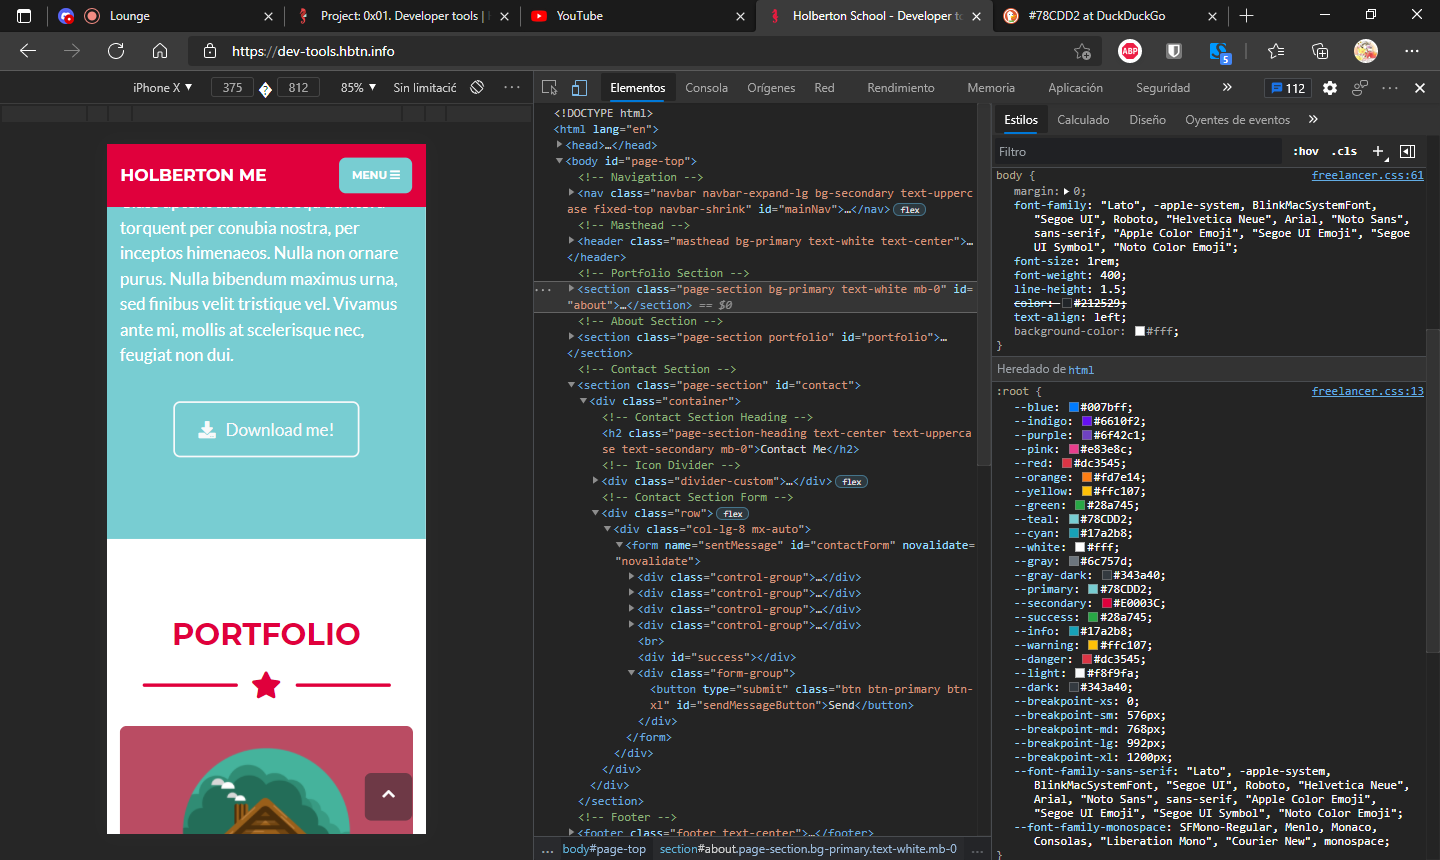 Lounge
Project: 0x01. Developer tools |
YouTube
Holberton School - Developer to
#78CDD2 at DuckDuckGo
https://dev-tools.hbtn.info
ABP
5
iPhone X
375
812
85%
Sin limitació
Elementos
Consola
Orígenes
Red
Rendimiento
Memoria
Aplicación
Seguridad
112
HOLBERTON ME
MENU
torquent per conubia nostra, per
inceptos himenaeos. Nulla non ornare
purus. Nulla bibendum maximus urna,
sed finibus velit tristique vel. Vivamus
ante mi, mollis at scelerisque nec,
feugiat non dui.
Download me!
PORTFOLIO
<!DOCTYPE html>
<html lang="en">
<head>…</head>
<body id="page-top">
<!-- Navigation -->
<nav class="navbar navbar-expand-lg bg-secondary text-upperc
ase fixed-top navbar-shrink" id="mainNav">…</nav> flex
<!-- Masthead -->
<header class="masthead bg-primary text-white text-center">…
</header>
<!-- Portfolio Section -->
… <section class="page-section bg-primary text-white mb-0" id=
"about">…</section> == $0
<!-- About Section -->
<section class="page-section portfolio" id="portfolio">…
</section>
<!-- Contact Section -->
<section class="page-section" id="contact">
<div class="container">
<!-- Contact Section Heading -->
<h2 class="page-section-heading text-center text-upperca
se text-secondary mb-0">Contact Me</h2>
<!-- Icon Divider -->
<div class="divider-custom">…</div> flex
<!-- Contact Section Form -->
<div class="row"> flex
<div class="col-lg-8 mx-auto">
<form name="sentMessage" id="contactForm" novalidate=
"novalidate">
<div class="control-group">…</div>
<div class="control-group">…</div>
<div class="control-group">…</div>
<div class="control-group">…</div>
<br>
<div id="success"></div>
<div class="form-group">
<button type="submit" class="btn btn-primary btn-
xl" id="sendMessageButton">Send</button>
</div>
</form>
</div>
</div>
</div>
</section>
<!-- Footer -->
<footer class="footer text-center">…</footer>
… body#page-top section#about.page-section.bg-primary.text-white.mb-0 …
Estilos
Calculado
Diseño
Oyentes de eventos
Filtro
:hov
.cls
body { freelancer.css:61
margin: 0;
font-family: "Lato", -apple-system, BlinkMacSystemFont,
"Segoe UI", Roboto, "Helvetica Neue", Arial, "Noto Sans",
sans-serif, "Apple Color Emoji", "Segoe UI Emoji", "Segoe
UI Symbol", "Noto Color Emoji";
font-size: 1rem;
font-weight: 400;
line-height: 1.5;
color: #212529;
text-align: left;
background-color: #fff;
}
Heredado de html
:root { freelancer.css:13
--blue: #007bff;
--indigo: #6610f2;
--purple: #6f42c1;
--pink: #e83e8c;
--red: #dc3545;
--orange: #fd7e14;
--yellow: #ffc107;
--green: #28a745;
--teal: #78CDD2;
--cyan: #17a2b8;
--white: #fff;
--gray: #6c757d;
--gray-dark: #343a40;
--primary: #78CDD2;
--secondary: #E0003C;
--success: #28a745;
--info: #17a2b8;
--warning: #ffc107;
--danger: #dc3545;
--light: #f8f9fa;
--dark: #343a40;
--breakpoint-xs: 0;
--breakpoint-sm: 576px;
--breakpoint-md: 768px;
--breakpoint-lg: 992px;
--breakpoint-xl: 1200px;
--font-family-sans-serif: "Lato", -apple-system,
BlinkMacSystemFont, "Segoe UI", Roboto, "Helvetica Neue",
Arial, "Noto Sans", sans-serif, "Apple Color Emoji",
"Segoe UI Emoji", "Segoe UI Symbol", "Noto Color Emoji";
--font-family-monospace: SFMono-Regular, Menlo, Monaco,
Consolas, "Liberation Mono", "Courier New", monospace;
}